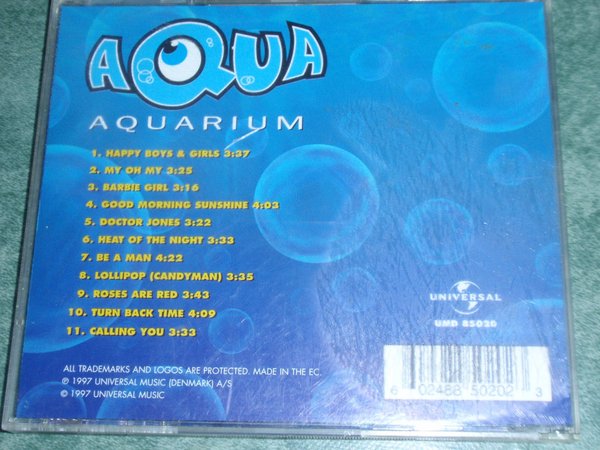 AQUA
AQUARIUM
1. HAPPY BOYS & GIRLS 3:37
2. MY OH MY 3:25
3. BARBIE GIRL 3:16
4. GOOD MORNING SUNSHINE 4:03
5. DOCTOR JONES 3:22
6. HEAT OF THE NIGHT 3:33
7. BE A MAN 4:22
8. LOLLIPOP (CANDYMAN) 3:35
9. ROSES ARE RED 3:43
10. TURN BACK TIME 4:09
11. CALLING YOU 3:33
UNIVERSAL
UMD 85020
ALL TRADEMARKS AND LOGOS ARE PROTECTED. MADE IN THE EC.
℗ 1997 UNIVERSAL MUSIC (DENMARK) A/S
© 1997 UNIVERSAL MUSIC
6 02488 50202 3